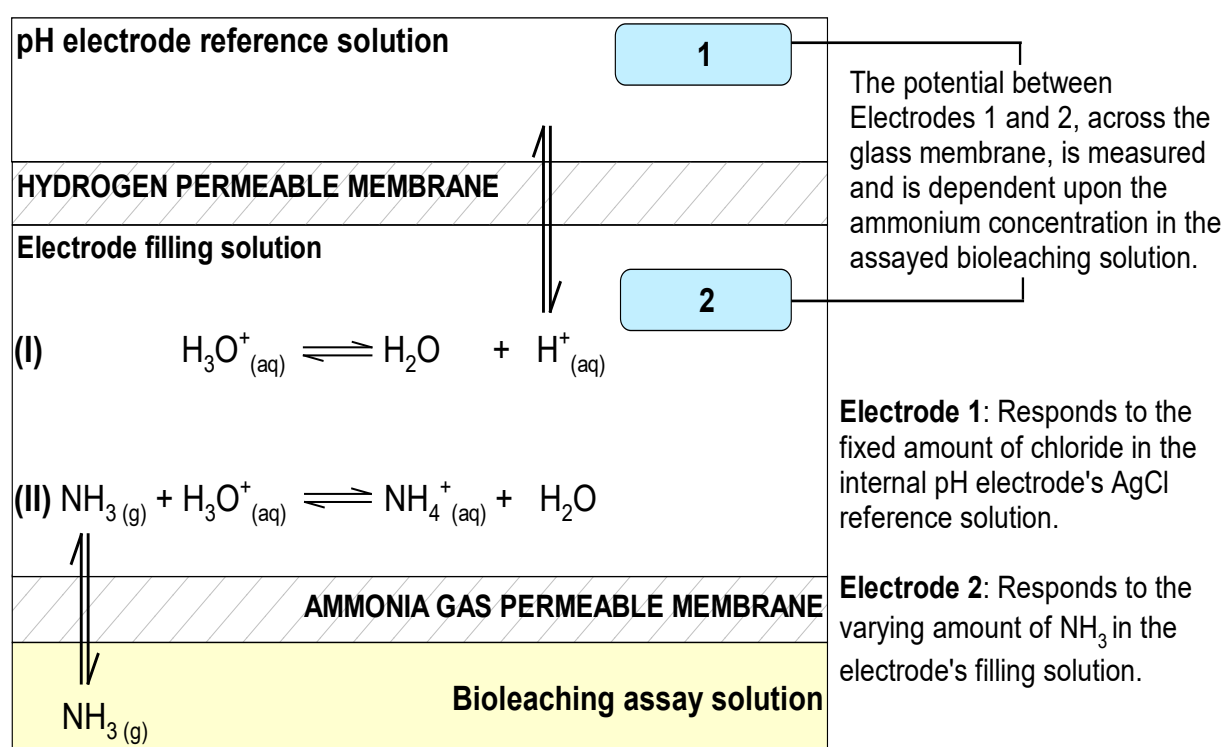 pH electrode reference solution
1
The potential between
Electrodes 1 and 2, across the
glass membrane, is measured
and is dependent upon the
ammonium concentration in the
assayed bioleaching solution.
HYDROGEN PERMEABLE MEMBRANE
Electrode filling solution
2
(I) H₃O⁺(aq) ⇌ H₂O + H⁺(aq)
Electrode 1: Responds to the
fixed amount of chloride in the
internal pH electrode's AgCl
reference solution.
(II) NH₃ (g) + H₃O⁺(aq) ⇌ NH₄⁺(aq) + H₂O
AMMONIA GAS PERMEABLE MEMBRANE
Electrode 2: Responds to the
varying amount of NH₃ in the
electrode's filling solution.
Bioleaching assay solution
NH₃ (g)